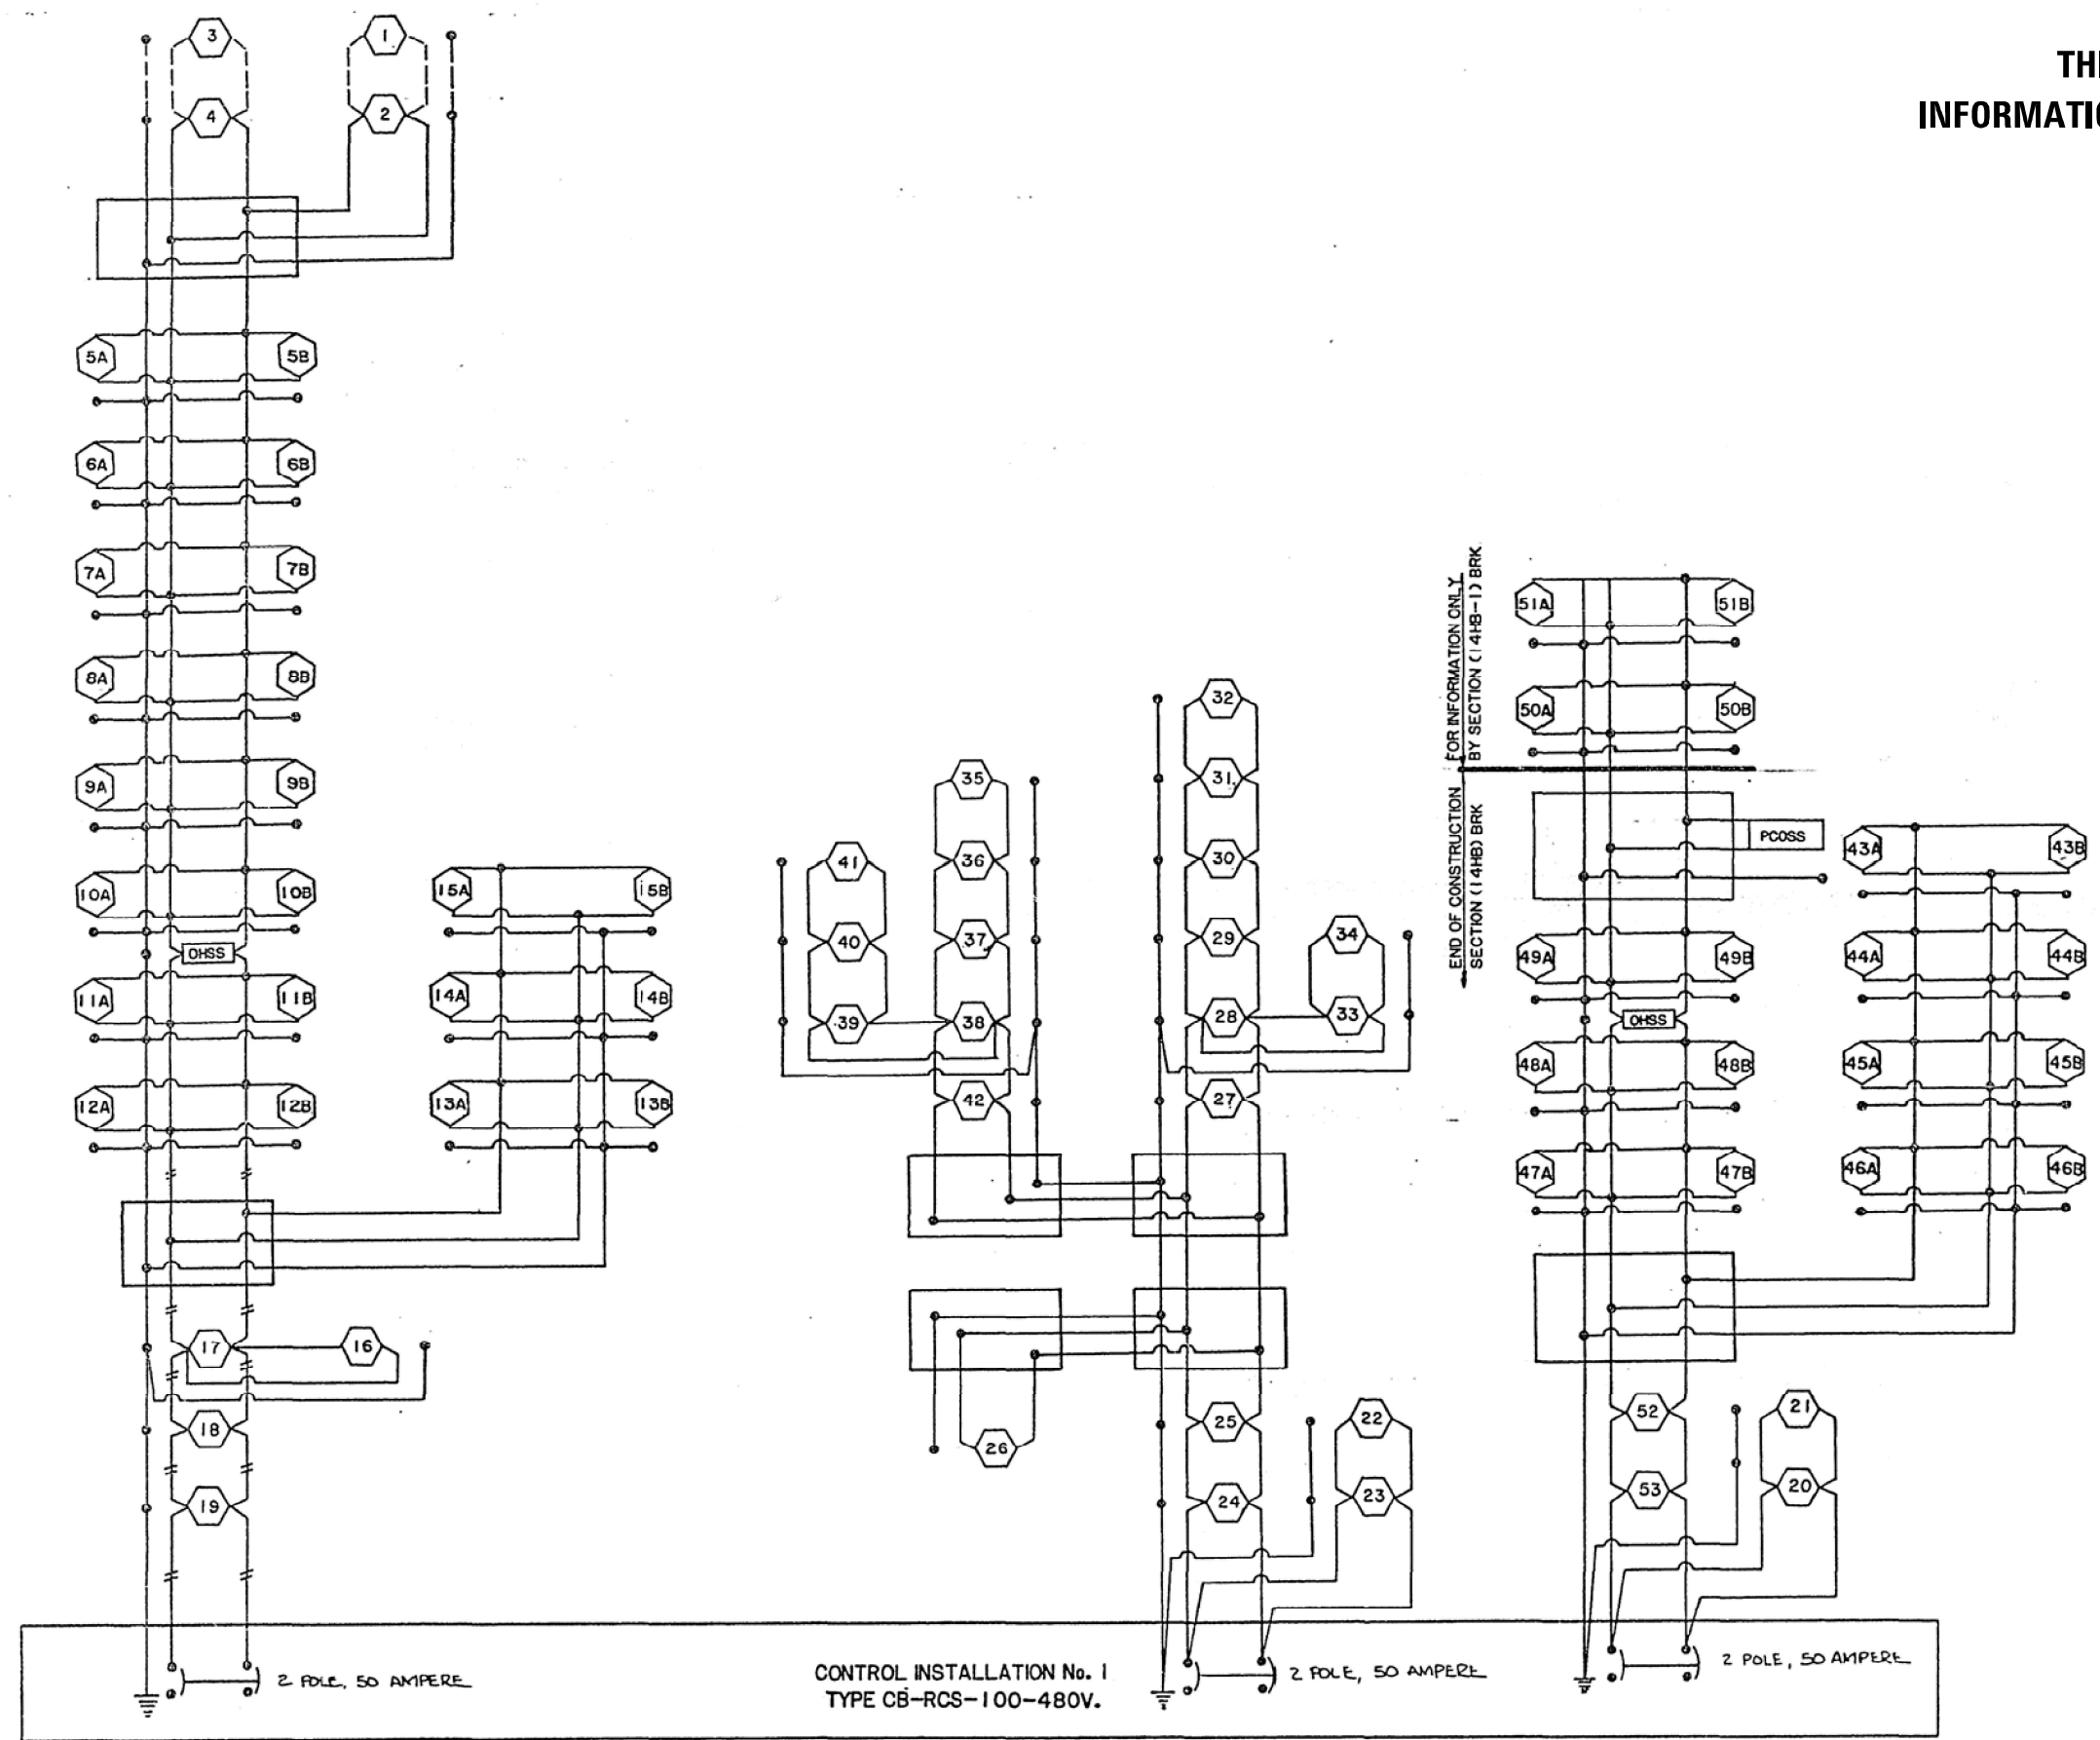 THE
INFORMATIO
3
1
4
2
5A
5B
6A
6B
7A
7B
8A
8B
9A
9B
10A
10B
OHSS
11A
11B
12A
12B
15A
15B
14A
14B
13A
13B
17
16
18
19
41
40
39
35
36
37
38
42
32
31
30
29
28
27
34
33
26
25
24
22
23
FOR INFORMATION ONLY
BY SECTION (14HB-1) BRK
END OF CONSTRUCTION
SECTION (14HB) BRK
51A
51B
50A
50B
PCOSS
49A
49B
OHSS
48A
48B
47A
47B
43A
43B
44A
44B
45A
45B
46A
46B
52
53
21
20
2 POLE, 50 AMPERE
CONTROL INSTALLATION No. 1
TYPE CB-RCS-100-480V.
2 POLE, 50 AMPERE
2 POLE, 50 AMPERE